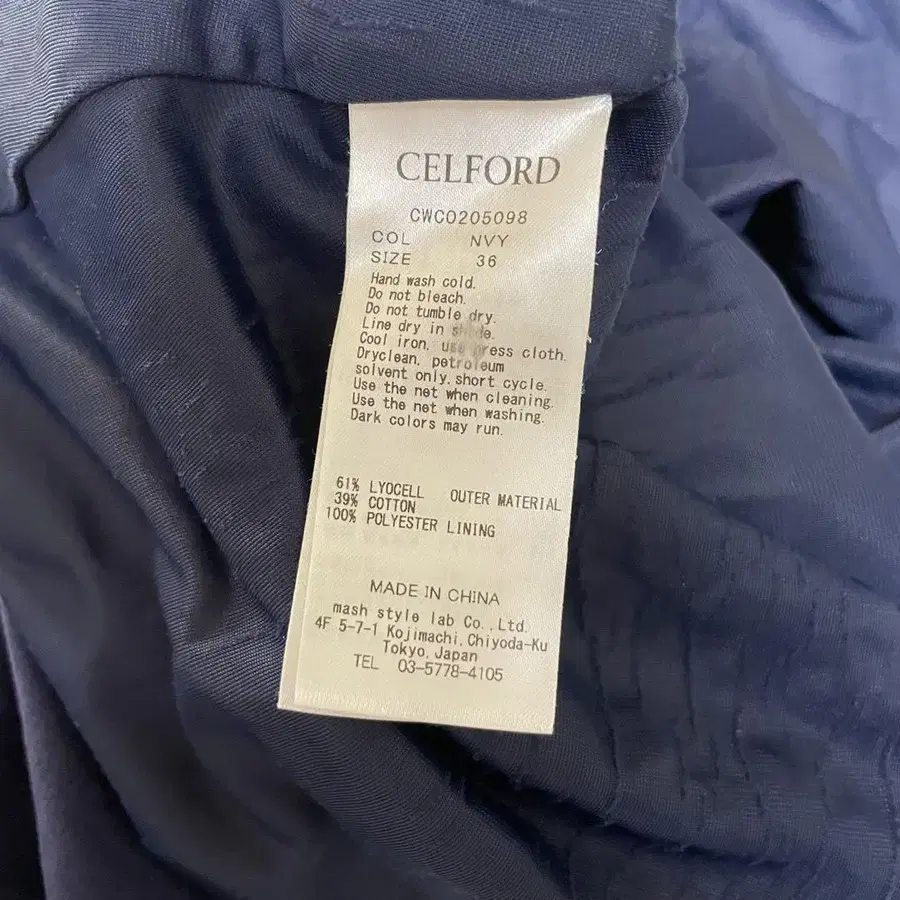 CELFORD
CWCO205098
COL NVY
SIZE 36
Hand wash cold.
Do not bleach.
Do not tumble dry.
Line dry in shade.
Cool iron, use press cloth.
Dryclean, petroleum
solvent only, short cycle.
Use the net when cleaning.
Use the net when washing.
Dark colors may run.
61% LYOCELL OUTER MATERIAL
39% COTTON
100% POLYESTER LINING
MADE IN CHINA
mash style lab Co., Ltd.
4F 5-7-1 Kojimachi, Chiyoda-Ku
Tokyo, Japan
TEL 03-5778-4105